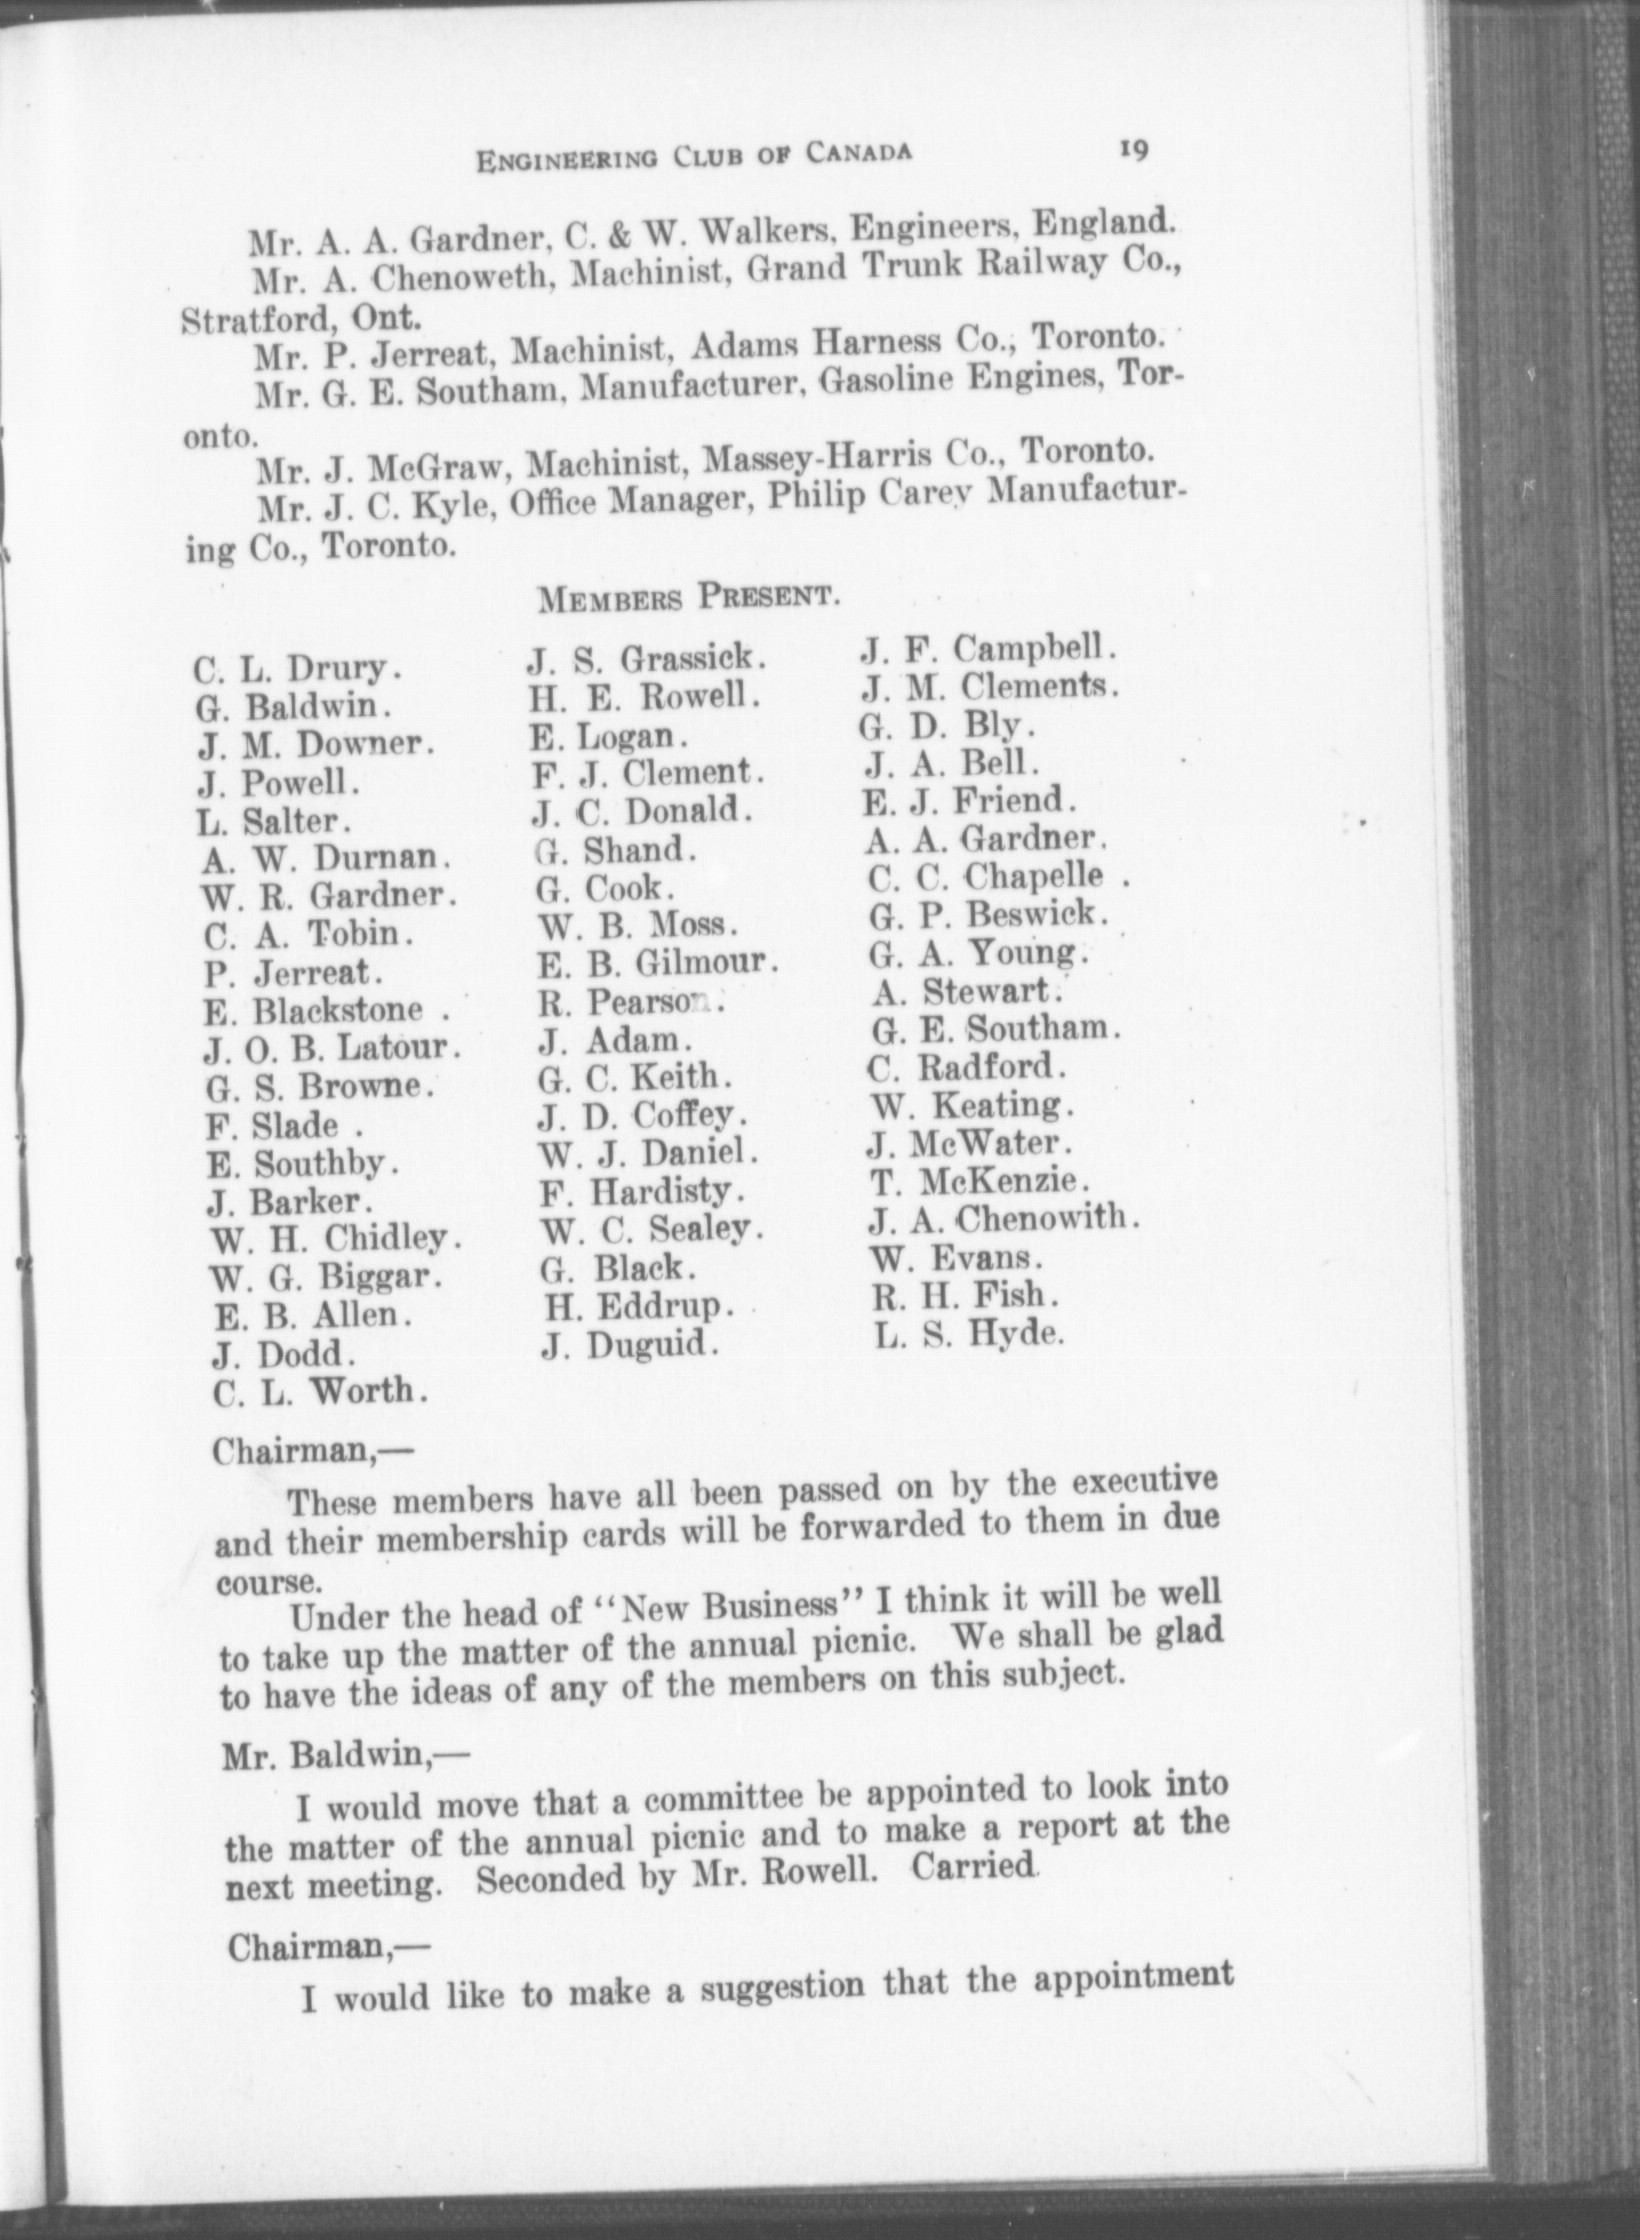 ENGINEERING CLUB OF CANADA 19
Mr. A. A. Gardner, C. & W. Walkers, Engineers, England.
Mr. A. Chenoweth, Machinist, Grand Trunk Railway Co.,
Stratford, Ont.
Mr. P. Jerreat, Machinist, Adams Harness Co., Toronto.
Mr. G. E. Southam, Manufacturer, Gasoline Engines, Tor-
onto.
Mr. J. McGraw, Machinist, Massey-Harris Co., Toronto.
Mr. J. C. Kyle, Office Manager, Philip Carey Manufactur-
ing Co., Toronto.
MEMBERS PRESENT.
C. L. Drury. J. S. Grassick. J. F. Campbell.
G. Baldwin. H. E. Rowell. J. M. Clements.
J. M. Downer. E. Logan. G. D. Bly.
J. Powell. F. J. Clement. J. A. Bell.
L. Salter. J. C. Donald. E. J. Friend.
A. W. Durnan. G. Shand. A. A. Gardner.
W. R. Gardner. G. Cook. C. C. Chapelle .
C. A. Tobin. W. B. Moss. G. P. Beswick.
P. Jerreat. E. B. Gilmour. G. A. Young.
E. Blackstone . R. Pearson. A. Stewart.
J. O. B. Latour. J. Adam. G. E. Southam.
G. S. Browne. G. C. Keith. C. Radford.
F. Slade . J. D. Coffey. W. Keating.
E. Southby. W. J. Daniel. J. McWater.
J. Barker. F. Hardisty. T. McKenzie.
W. H. Chidley. W. C. Sealey. J. A. Chenowith.
W. G. Biggar. G. Black. W. Evans.
E. B. Allen. H. Eddrup. R. H. Fish.
J. Dodd. J. Duguid. L. S. Hyde.
C. L. Worth.
Chairman,—
These members have all been passed on by the executive
and their membership cards will be forwarded to them in due
course.
Under the head of "New Business" I think it will be well
to take up the matter of the annual picnic. We shall be glad
to have the ideas of any of the members on this subject.
Mr. Baldwin,—
I would move that a committee be appointed to look into
the matter of the annual picnic and to make a report at the
next meeting. Seconded by Mr. Rowell. Carried.
Chairman,—
I would like to make a suggestion that the appointment